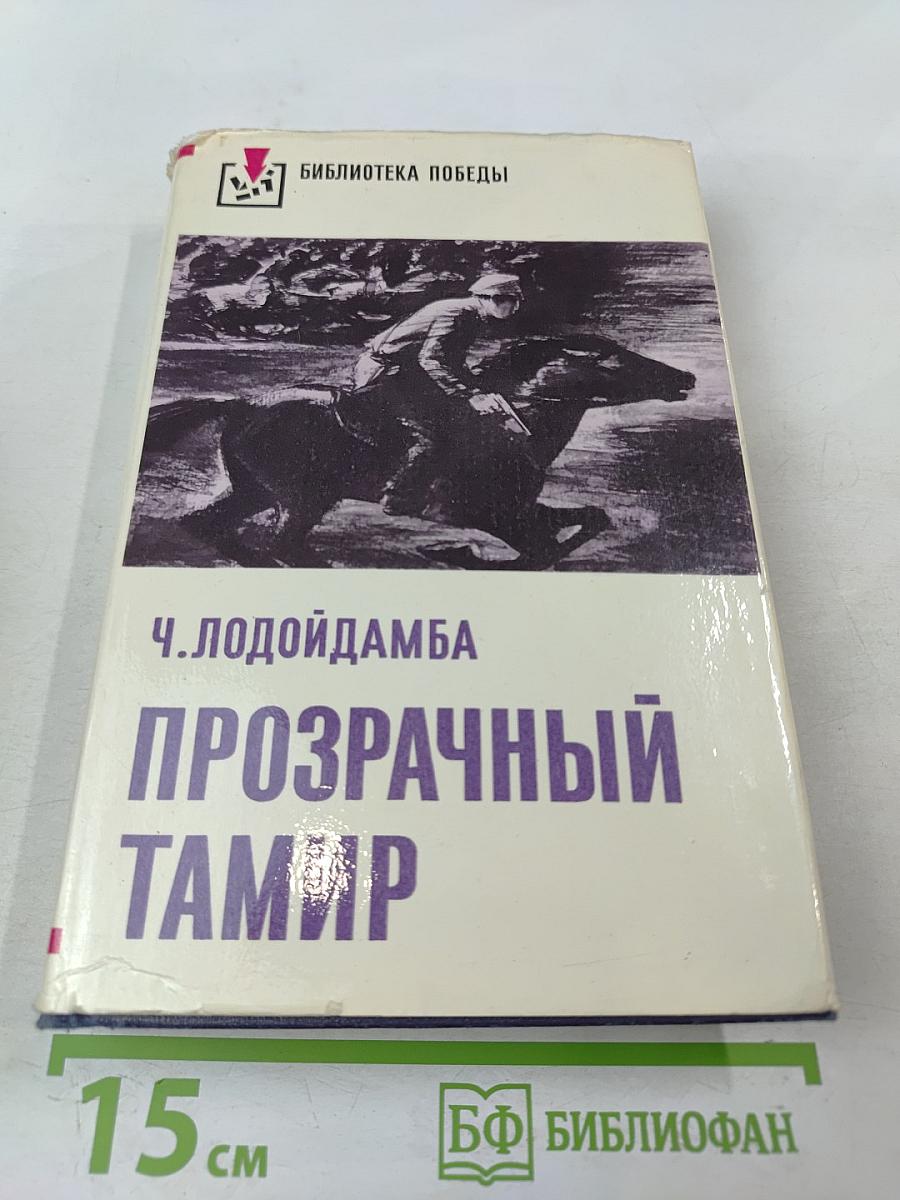 БИБЛИОТЕКА ПОБЕДЫ
Ч.ЛОДОЙДАМБА
ПРОЗРАЧНЫЙ
ТАМИР
15 см
БФ БИБЛИОФАН